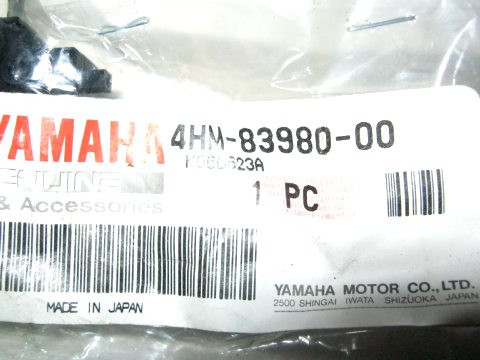 YAMAHA 4HM-83980-00
GENUINE
& Accessories
1 PC
MADE IN JAPAN
YAMAHA MOTOR CO., LTD.
2500 SHINGAI IWATA SHIZUOKA JAPAN